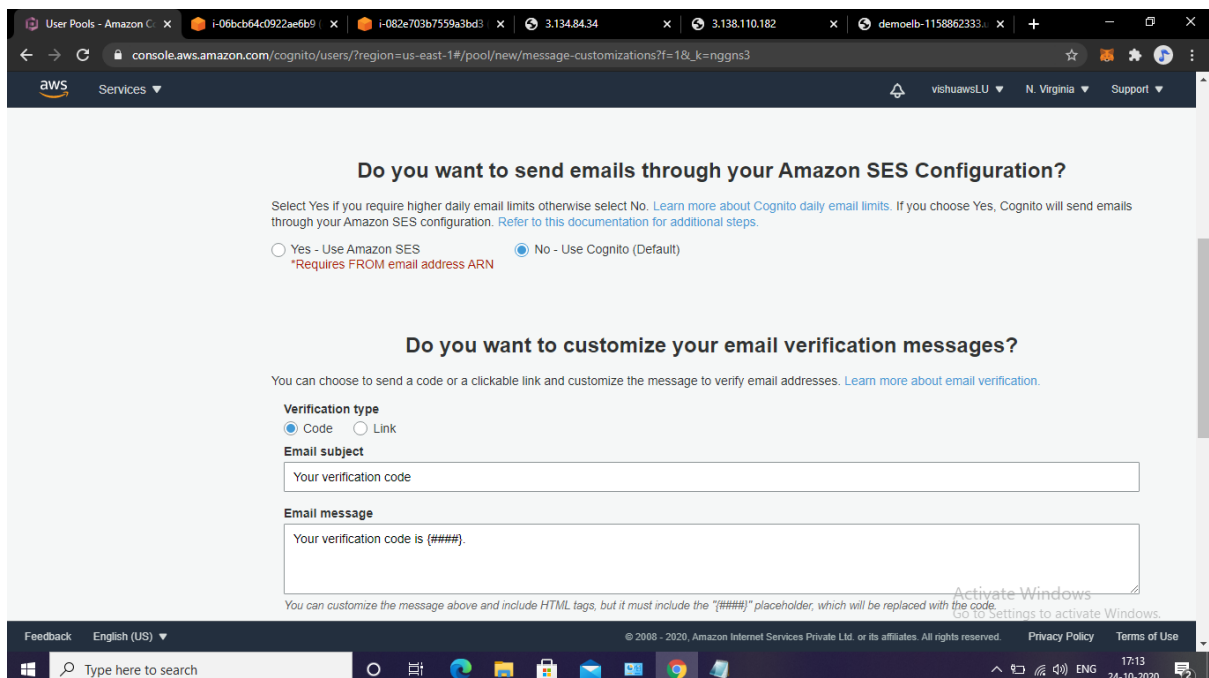 User Pools - Amazon C
i-06bcb64c0922ae6b9 (
i-082e703b7559a3bd3 (
3.134.84.34
3.138.110.182
demoelb-1158862333.u
console.aws.amazon.com/cognito/users/?region=us-east-1#/pool/new/message-customizations?f=1&_k=nggns3
aws Services ▼ vishuawsLU ▼ N. Virginia ▼ Support ▼
Do you want to send emails through your Amazon SES Configuration?
Select Yes if you require higher daily email limits otherwise select No. Learn more about Cognito daily email limits. If you choose Yes, Cognito will send emails
through your Amazon SES configuration. Refer to this documentation for additional steps.
Yes - Use Amazon SES No - Use Cognito (Default)
*Requires FROM email address ARN
Do you want to customize your email verification messages?
You can choose to send a code or a clickable link and customize the message to verify email addresses. Learn more about email verification.
Verification type
Code Link
Email subject
Your verification code
Email message
Your verification code is {####}.
You can customize the message above and include HTML tags, but it must include the "{####}" placeholder, which will be replaced with the code.
Activate Windows
Go to Settings to activate Windows.
Feedback English (US) ▼ © 2008 - 2020, Amazon Internet Services Private Ltd. or its affiliates. All rights reserved. Privacy Policy Terms of Use
Type here to search ENG 17:13
24-10-2020